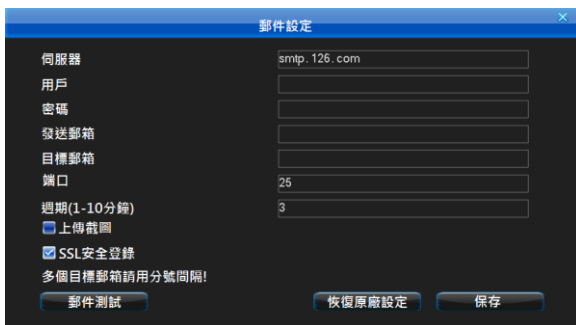 郵件設定
伺服器 smtp.126.com
用戶
密碼
發送郵箱
目標郵箱
端口 25
週期(1-10分鐘) 3
上傳截圖
SSL安全登錄
多個目標郵箱請用分號間隔!
郵件測試 恢復原廠設定 保存